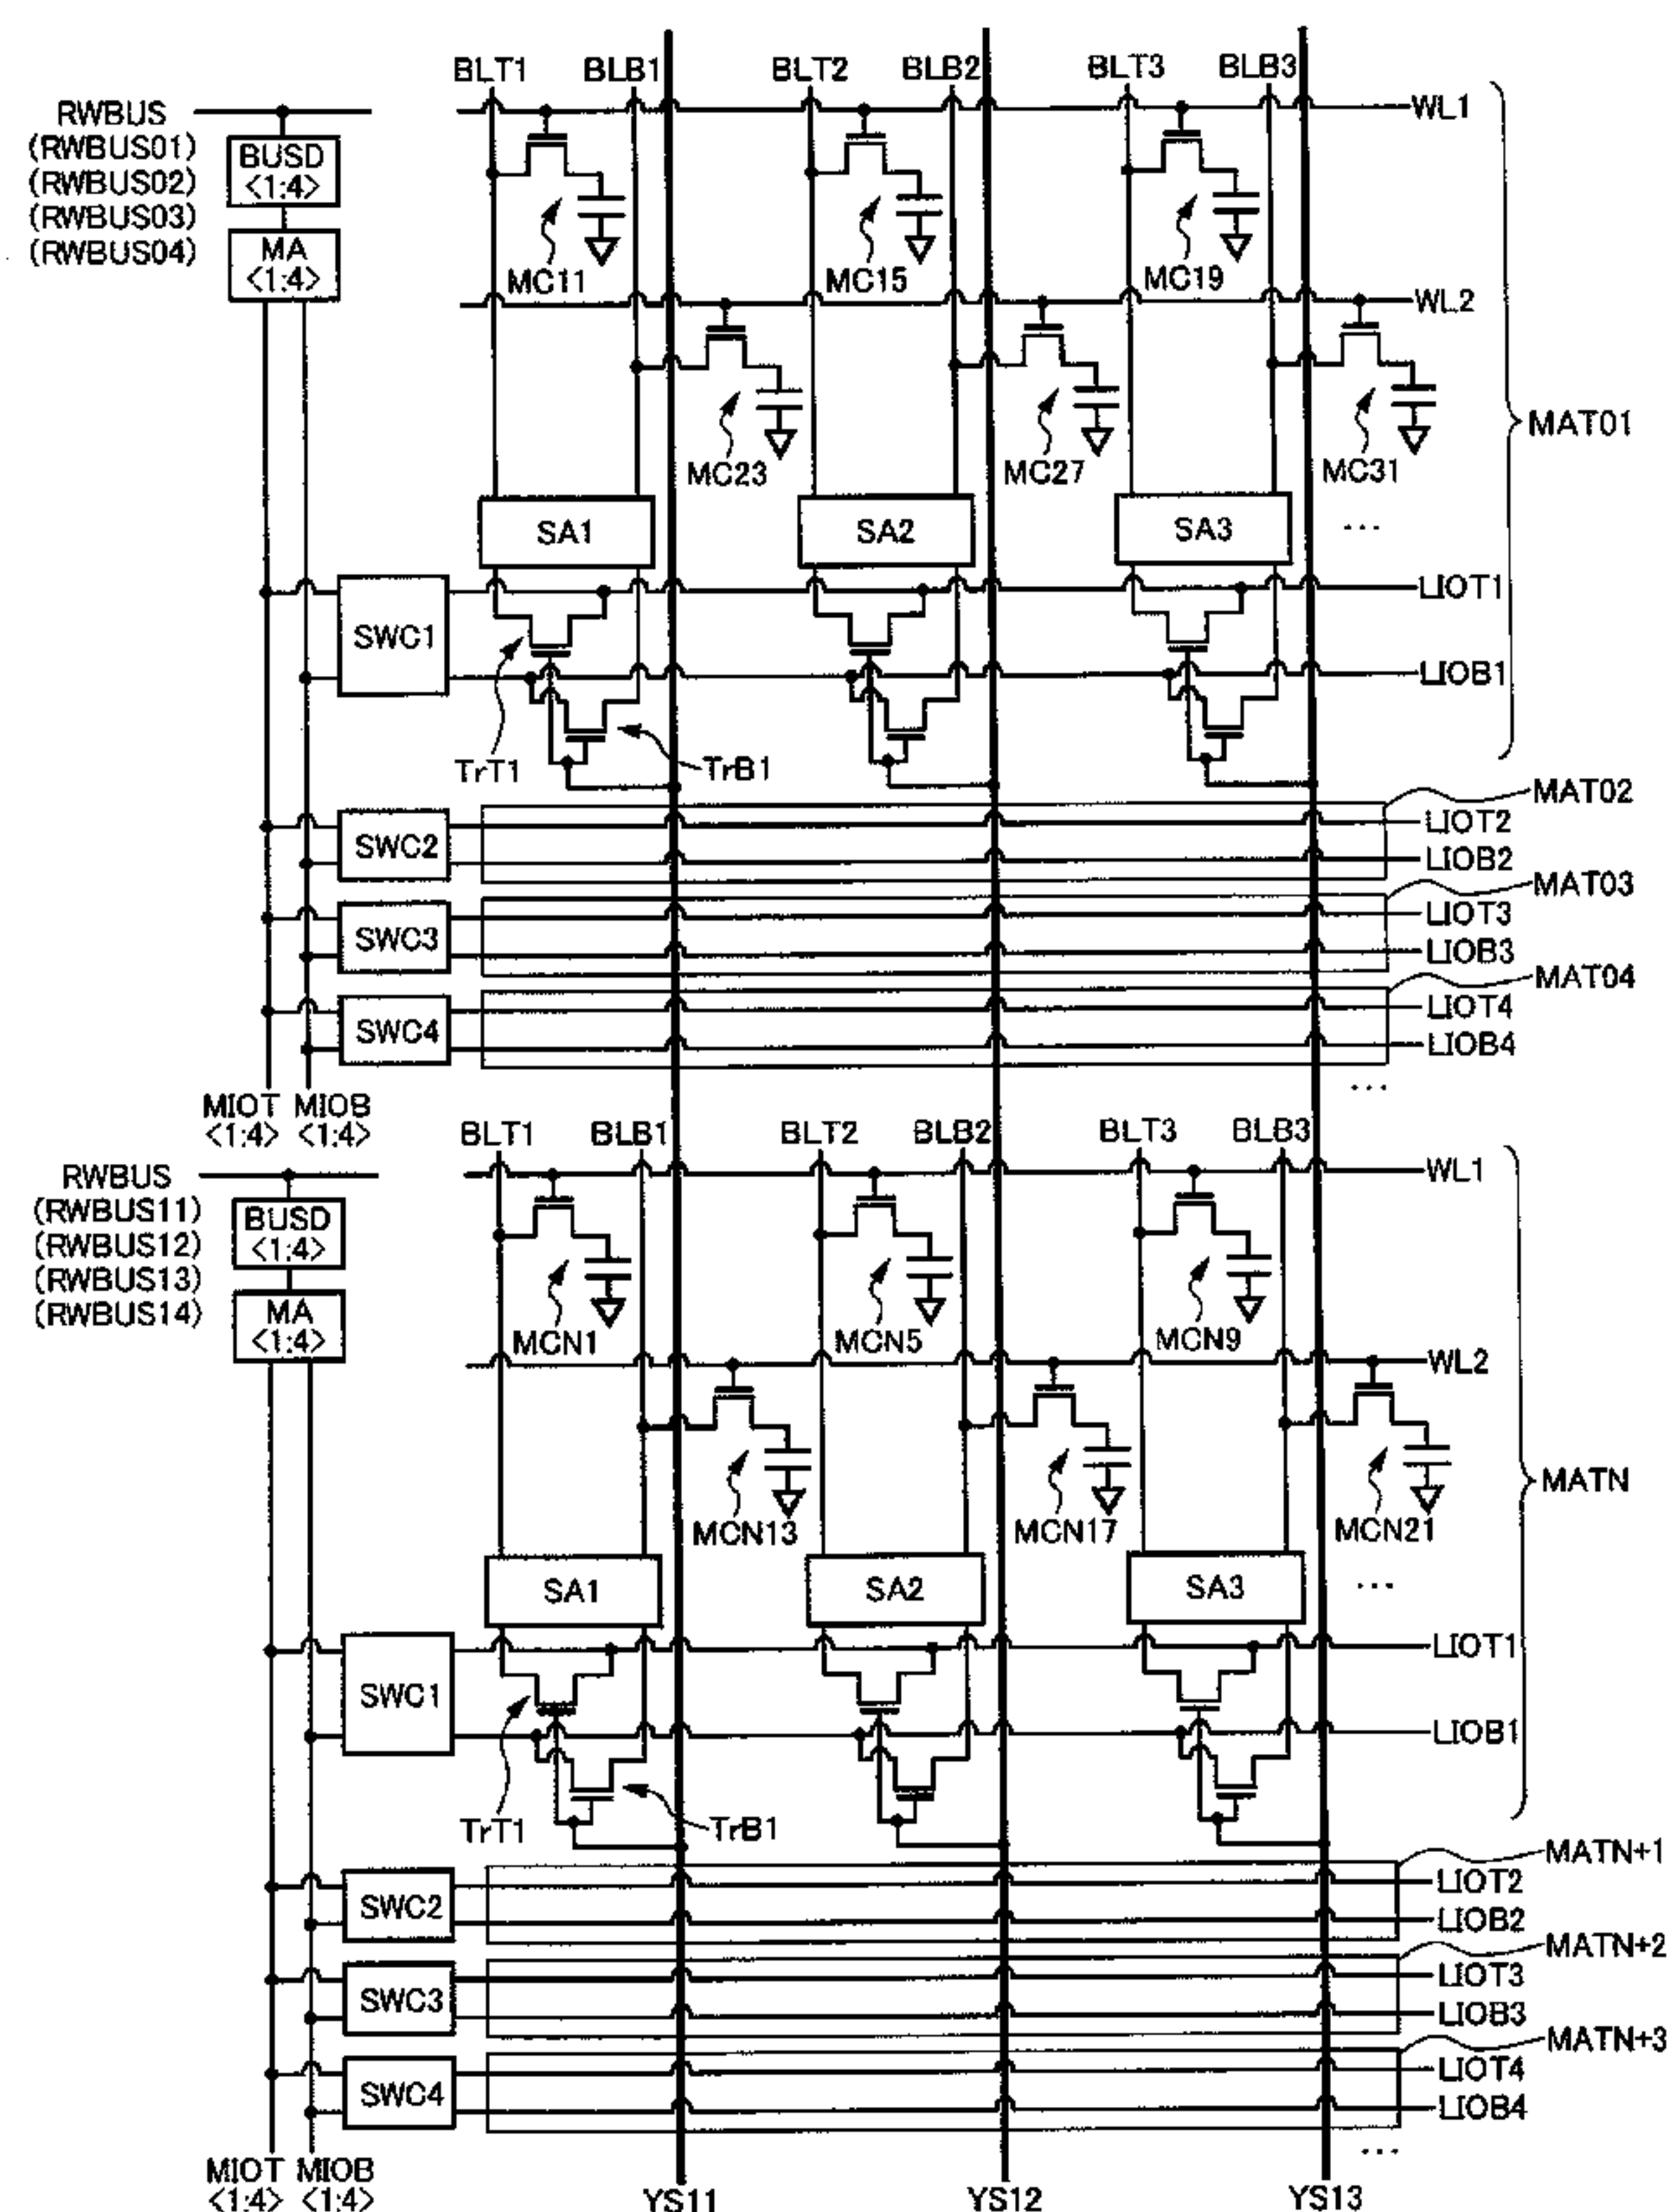 BLT1 BLB1 BLT2 BLB2 BLT3 BLB3
RWBUS
(RWBUS01)
(RWBUS02)
(RWBUS03)
(RWBUS04)
BUSD
<1:4>
MA
<1:4>
WL1
MC11 MC15 MC19
WL2
MC23 MC27 MC31
MAT01
SA1 SA2 SA3 ...
SWC1
LIOT1
LIOB1
TrT1 TrB1
MAT02
SWC2
LIOT2
LIOB2
MAT03
SWC3
LIOT3
LIOB3
MAT04
SWC4
LIOT4
LIOB4
...
MIOT MIOB
<1:4> <1:4>
BLT1 BLB1 BLT2 BLB2 BLT3 BLB3
RWBUS
(RWBUS11)
(RWBUS12)
(RWBUS13)
(RWBUS14)
BUSD
<1:4>
MA
<1:4>
WL1
MCN1 MCN5 MCN9
WL2
MCN13 MCN17 MCN21
MATN
SA1 SA2 SA3 ...
SWC1
LIOT1
LIOB1
TrT1 TrB1
MATN+1
SWC2
LIOT2
LIOB2
MATN+2
SWC3
LIOT3
LIOB3
MATN+3
SWC4
LIOT4
LIOB4
...
MIOT MIOB
<1:4> <1:4>
YS11 YS12 YS13